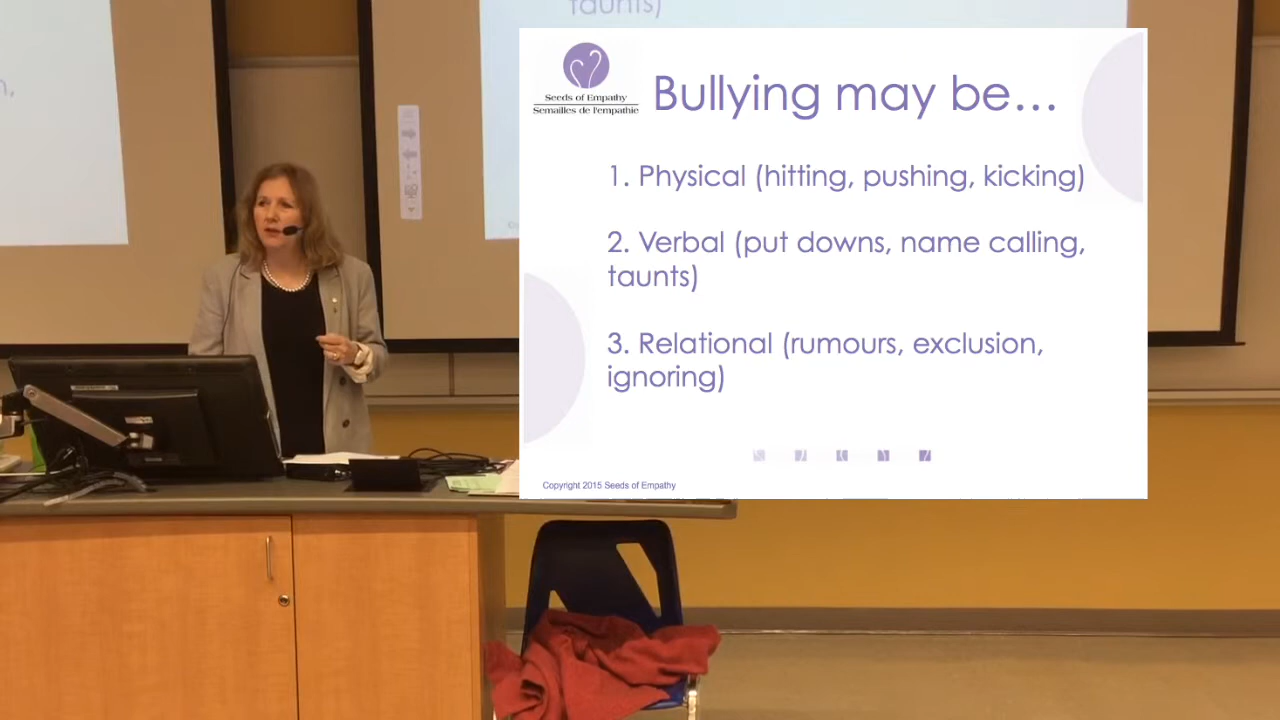 taunts)
Seeds of Empathy
Semailles de l'empathie
Bullying may be...
1. Physical (hitting, pushing, kicking)
2. Verbal (put downs, name calling,
taunts)
3. Relational (rumours, exclusion,
ignoring)
Copyright 2015 Seeds of Empathy